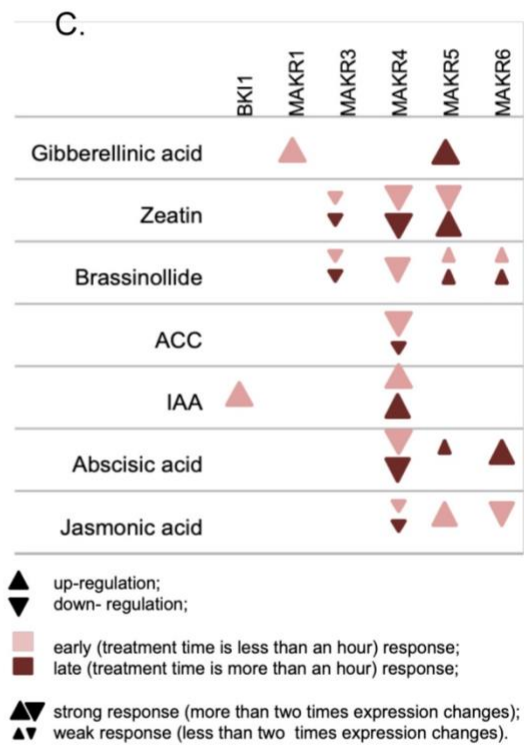 C.
BKI1 MAKR1 MAKR3 MAKR4 MAKR5 MAKR6
Gibberellinic acid
Zeatin
Brassinollide
ACC
IAA
Abscisic acid
Jasmonic acid
up-regulation;
down- regulation;
early (treatment time is less than an hour) response;
late (treatment time is more than an hour) response;
strong response (more than two times expression changes);
weak response (less than two times expression changes).